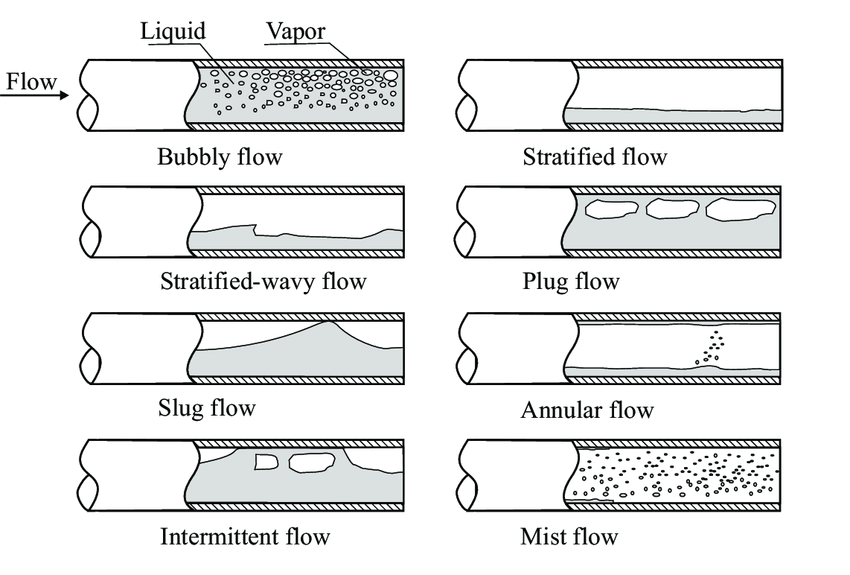 Liquid
Vapor
Flow
Bubbly flow
Stratified flow
Stratified-wavy flow
Plug flow
Slug flow
Annular flow
Intermittent flow
Mist flow